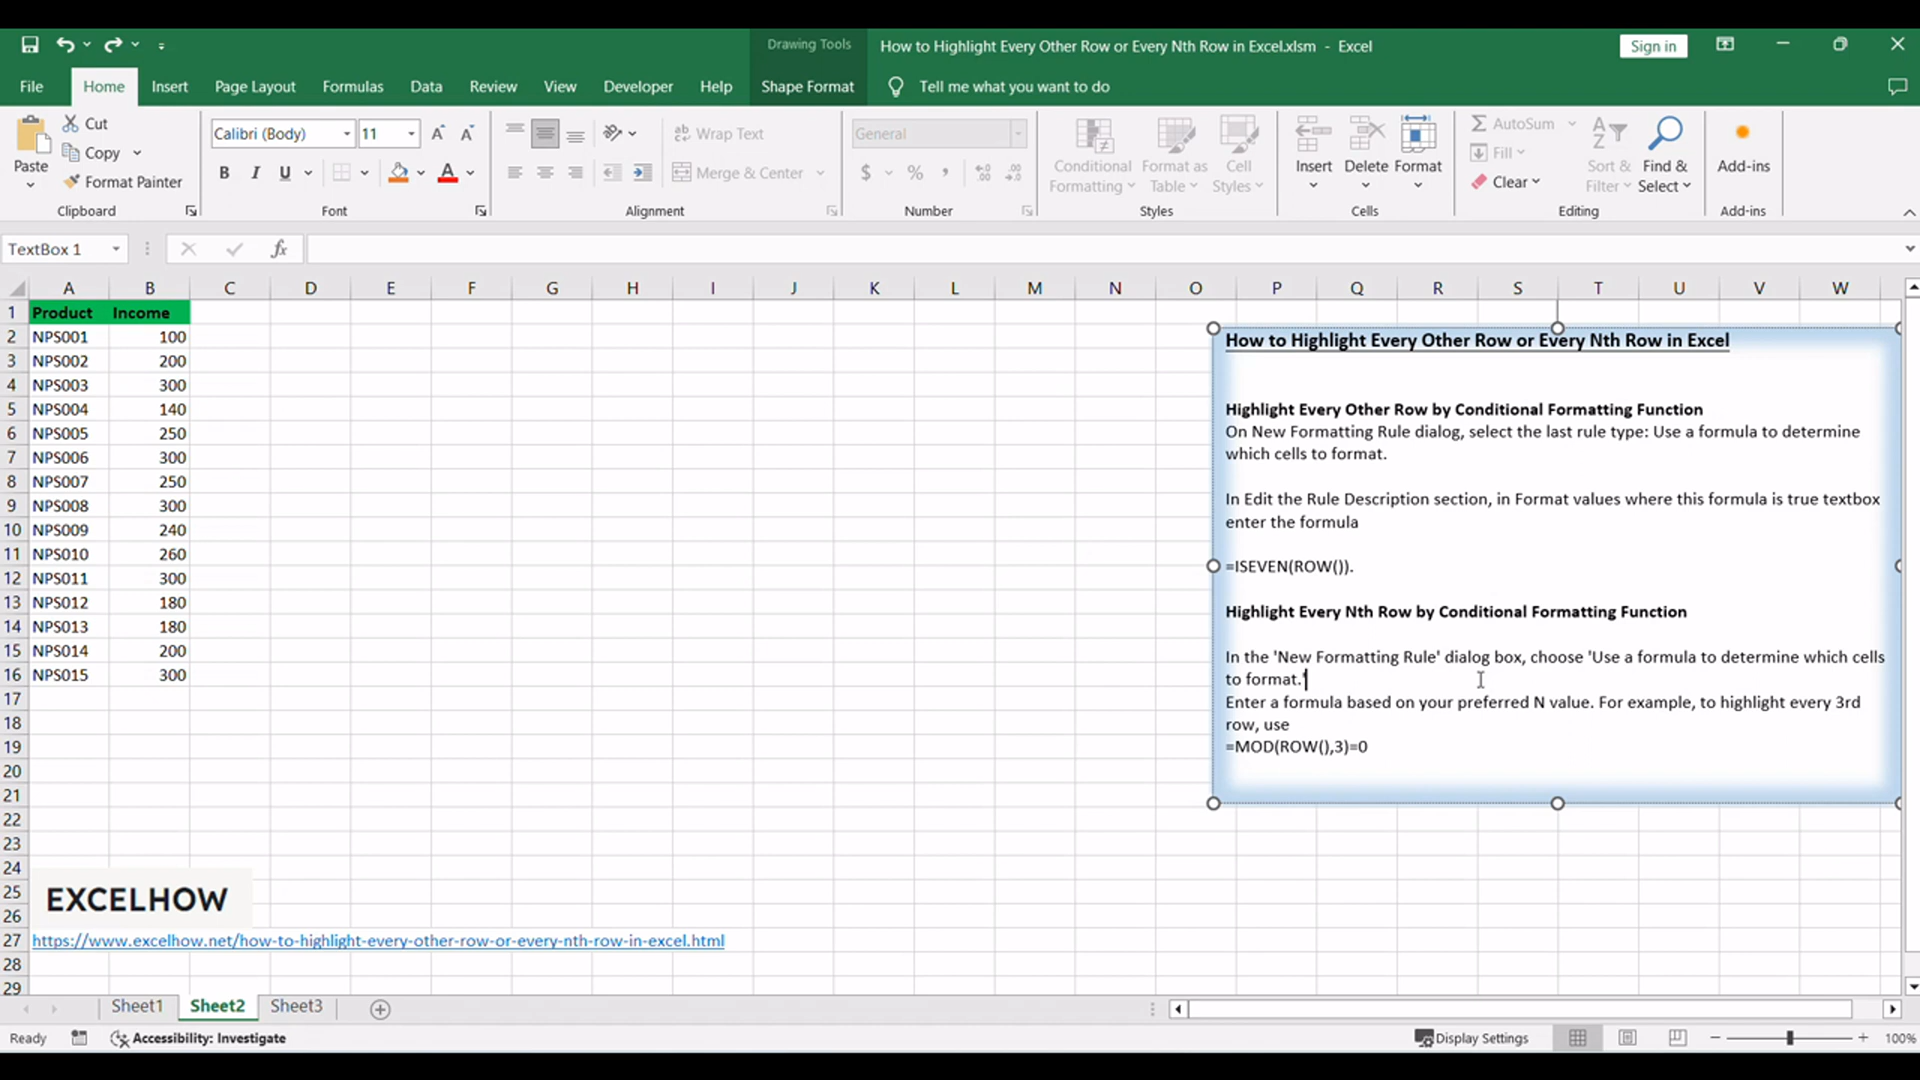 Drawing Tools
How to Highlight Every Other Row or Every Nth Row in Excel.xlsm - Excel
Sign in
File Home Insert Page Layout Formulas Data Review View Developer Help Shape Format Tell me what you want to do
Paste
Cut
Copy
Format Painter
Clipboard
Calibri (Body) 11
B I U
Font
Wrap Text
Merge & Center
Alignment
General
$ % ,
Number
Conditional Formatting
Format as Table
Cell Styles
Styles
Insert
Delete
Format
Cells
AutoSum
Fill
Clear
Sort & Filter
Find & Select
Editing
Add-ins
Add-ins
TextBox 1
fx
A B C D E F G H I J K L M N O P Q R S T U V W
1 Product Income
2 NPS001 100
3 NPS002 200
4 NPS003 300
5 NPS004 140
6 NPS005 250
7 NPS006 300
8 NPS007 250
9 NPS008 300
10 NPS009 240
11 NPS010 260
12 NPS011 300
13 NPS012 180
14 NPS013 180
15 NPS014 200
16 NPS015 300
17
18
19
20
21
22
23
24
25
26
27
28
29
How to Highlight Every Other Row or Every Nth Row in Excel
Highlight Every Other Row by Conditional Formatting Function
On New Formatting Rule dialog, select the last rule type: Use a formula to determine
which cells to format.
In Edit the Rule Description section, in Format values where this formula is true textbox
enter the formula
=ISEVEN(ROW()).
Highlight Every Nth Row by Conditional Formatting Function
In the 'New Formatting Rule' dialog box, choose 'Use a formula to determine which cells
to format.'
Enter a formula based on your preferred N value. For example, to highlight every 3rd
row, use
=MOD(ROW(),3)=0
EXCELHOW
https://www.excelhow.net/how-to-highlight-every-other-row-or-every-nth-row-in-excel.html
Sheet1 Sheet2 Sheet3
Ready
Accessibility: Investigate
Display Settings
100%